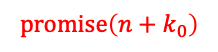 promise(n + k₀)